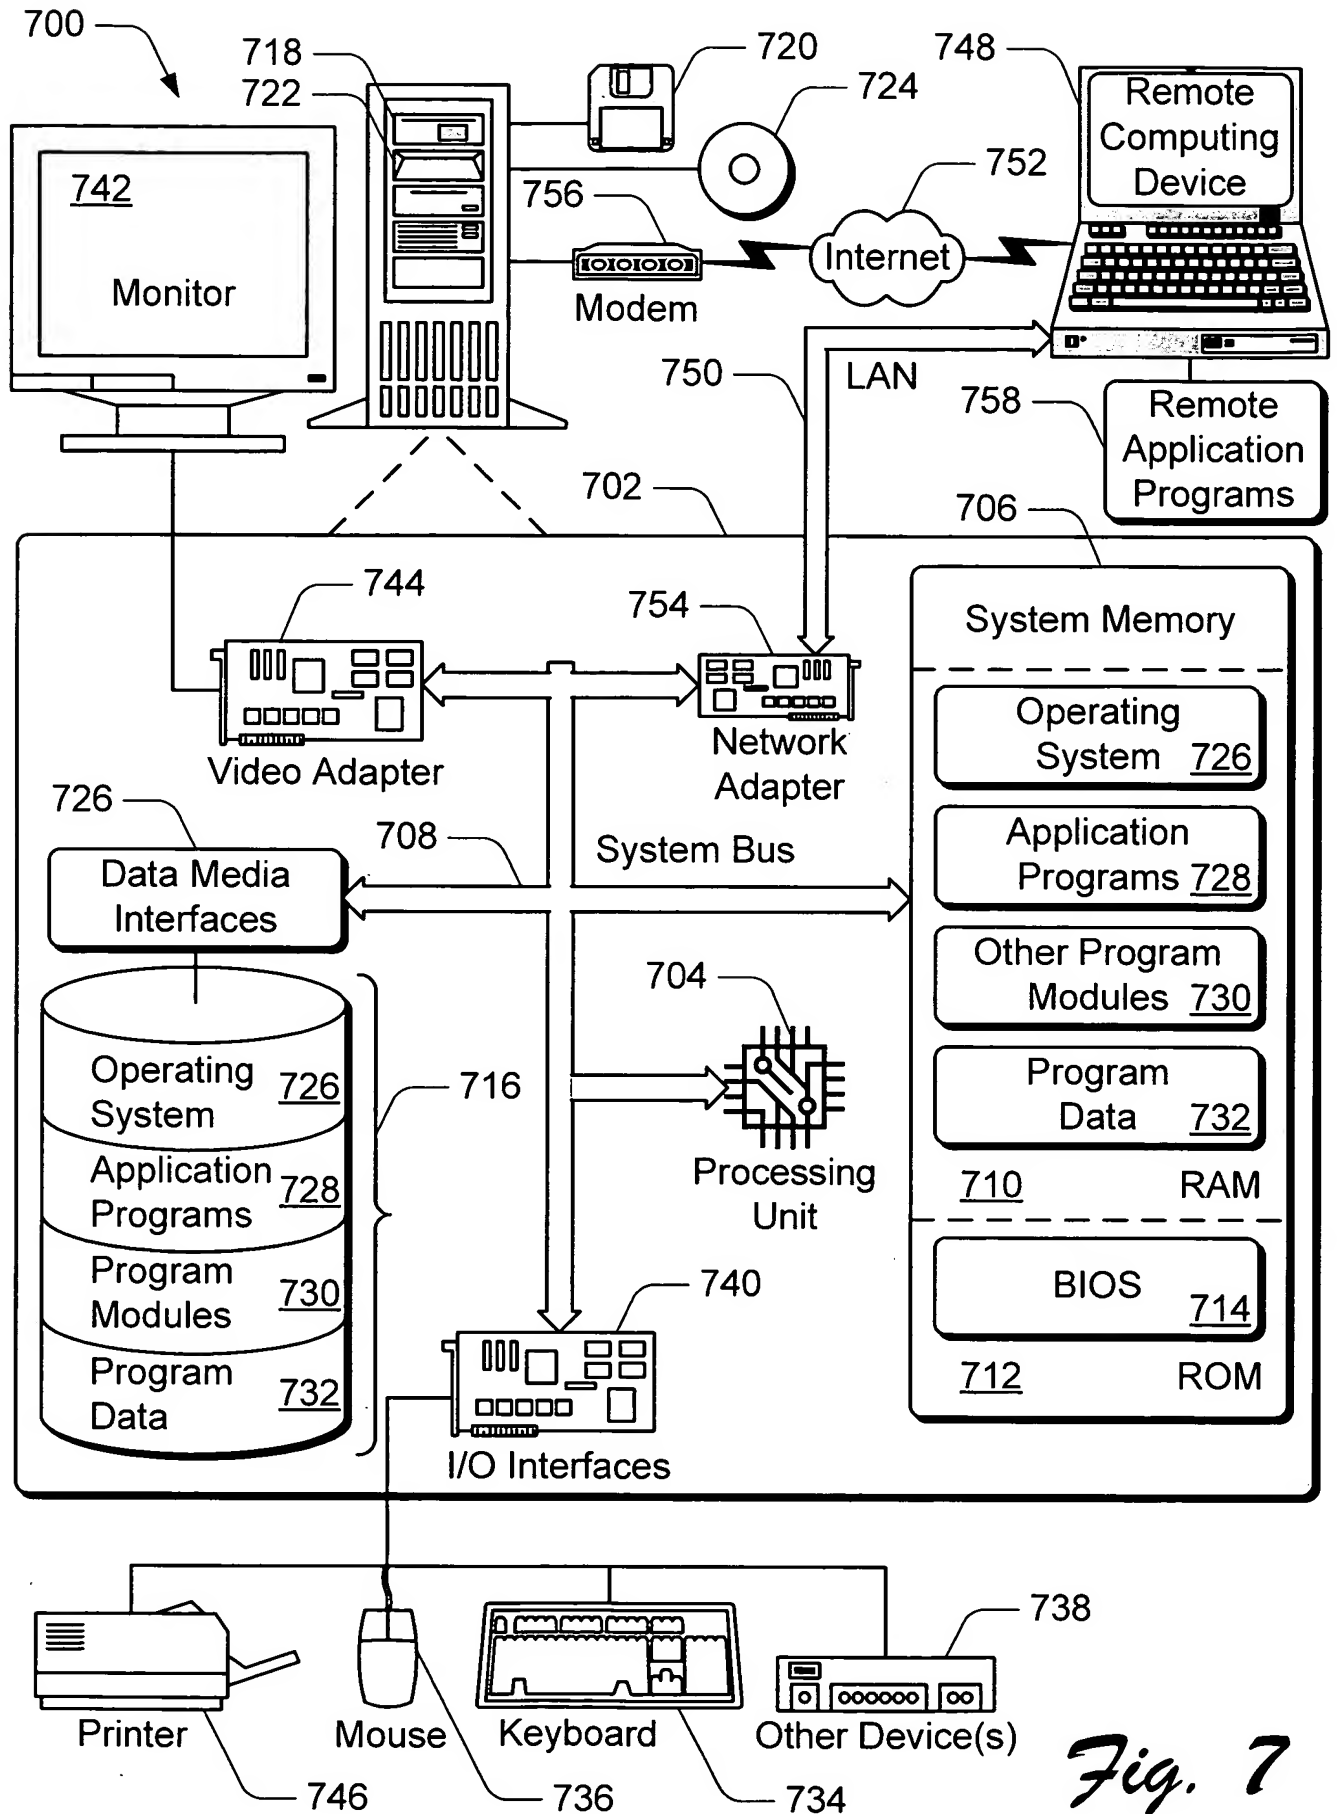 700
718
722
720
748
724
Remote
Computing
Device
742
Monitor
756
752
Internet
Modem
750
LAN
758
Remote
Application
Programs
702
706
744
754
System Memory
Video Adapter
Network
Adapter
Operating
System 726
726
Data Media
Interfaces
708
System Bus
Application
Programs 728
Other Program
Modules 730
704
Processing
Unit
Program
Data 732
710 RAM
Operating
System 726
716
Application
Programs 728
Program
Modules 730
Program
Data 732
740
I/O Interfaces
BIOS
714
712 ROM
738
Printer
Mouse
Keyboard
Other Device(s)
746
736
734
Fig. 7